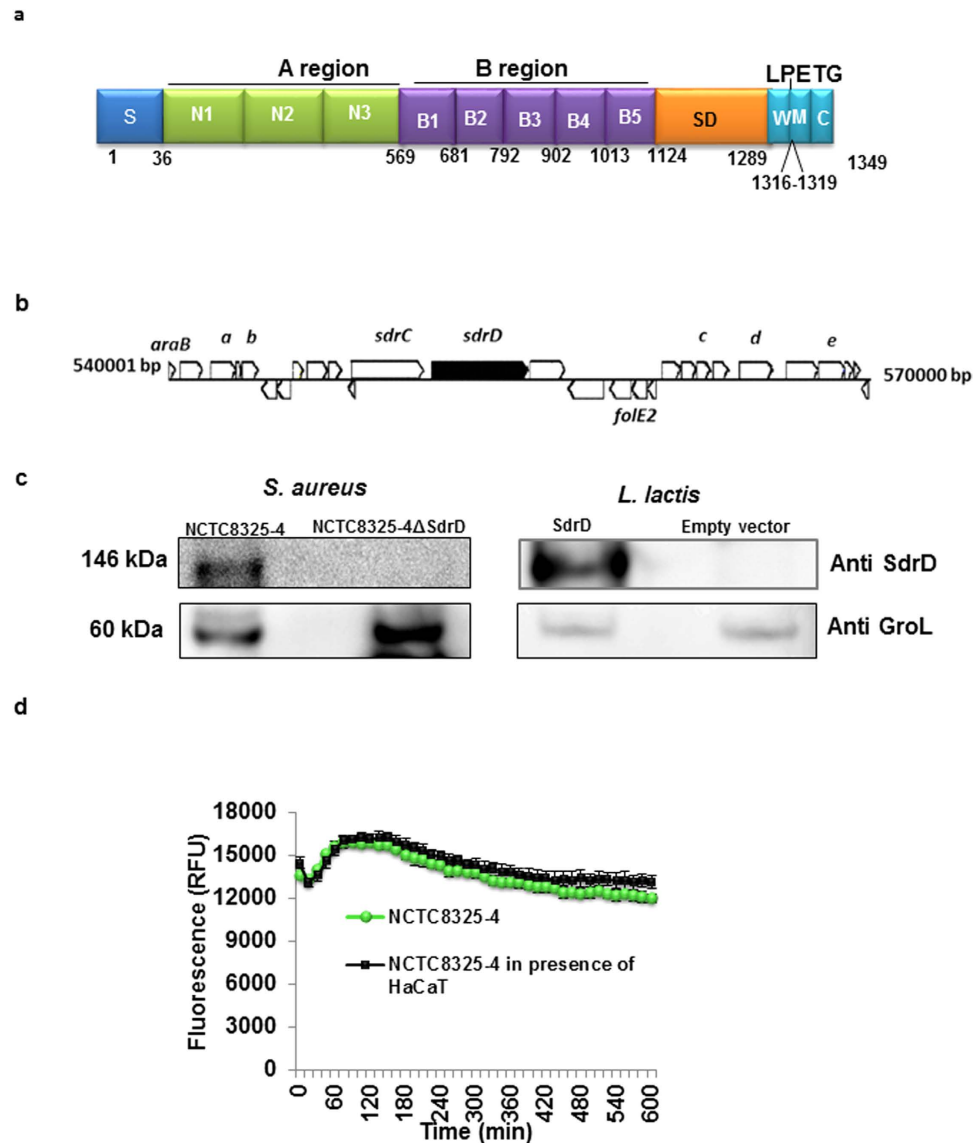 a
A region
B region
LPETG
S
N1
N2
N3
B1
B2
B3
B4
B5
SD
W
M
C
1
36
569
681
792
902
1013
1124
1289
1349
1316-1319
b
araB
a
b
sdrC
sdrD
c
d
e
540001 bp
570000 bp
folE2
c
S. aureus
L. lactis
NCTC8325-4
NCTC8325-4ΔSdrD
SdrD
Empty vector
146 kDa
Anti SdrD
60 kDa
Anti GroL
d
Fluorescence (RFU)
18000
15000
12000
9000
6000
3000
0
NCTC8325-4
NCTC8325-4 in presence of
HaCaT
0
60
120
180
240
300
360
420
480
540
600
Time (min)